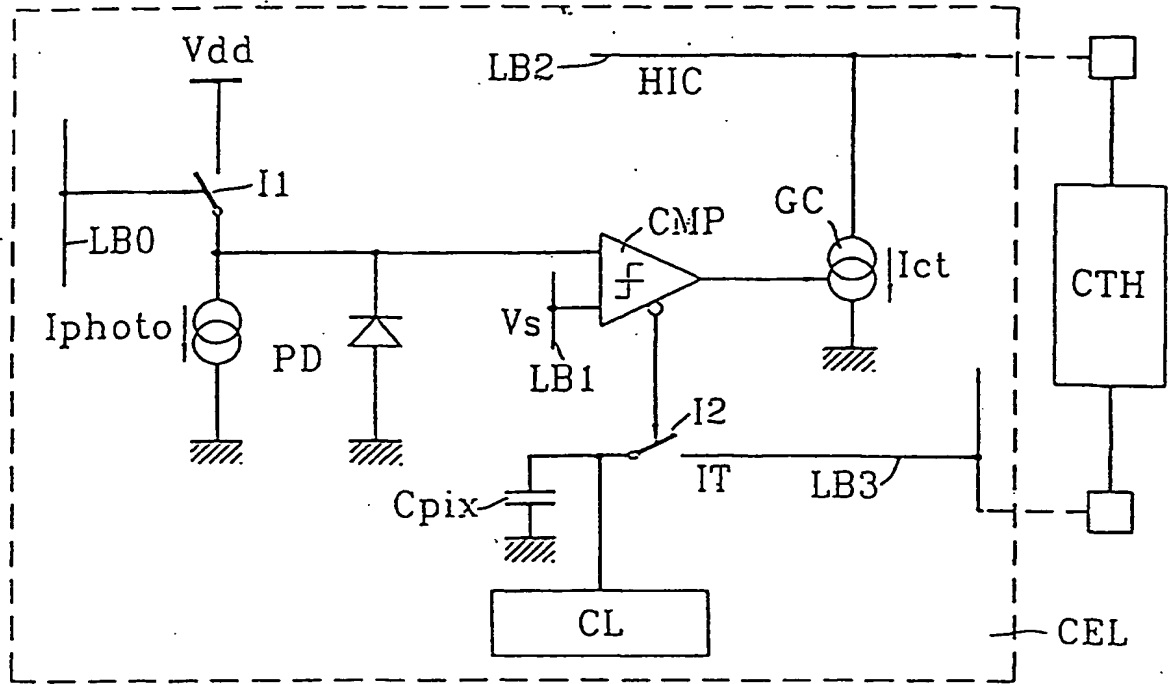 Vdd
LB2
HIC
I1
LB0
CMP
GC
Ict
CTH
Iphoto
PD
Vs
LB1
I2
IT
LB3
Cpix
CL
CEL